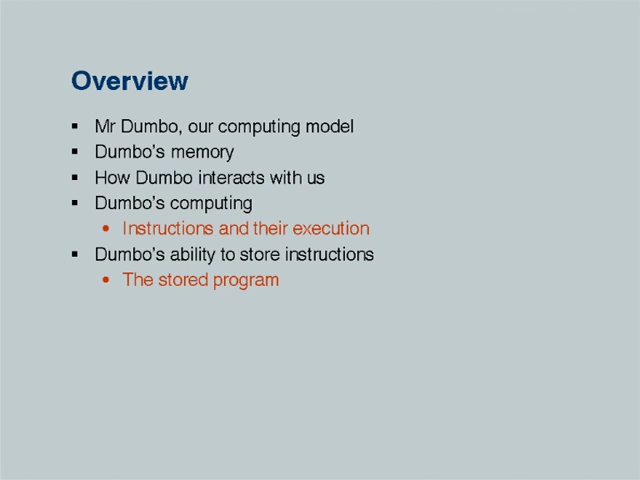 Overview
▪ Mr Dumbo, our computing model
▪ Dumbo's memory
▪ How Dumbo interacts with us
▪ Dumbo's computing
• Instructions and their execution
▪ Dumbo's ability to store instructions
• The stored program